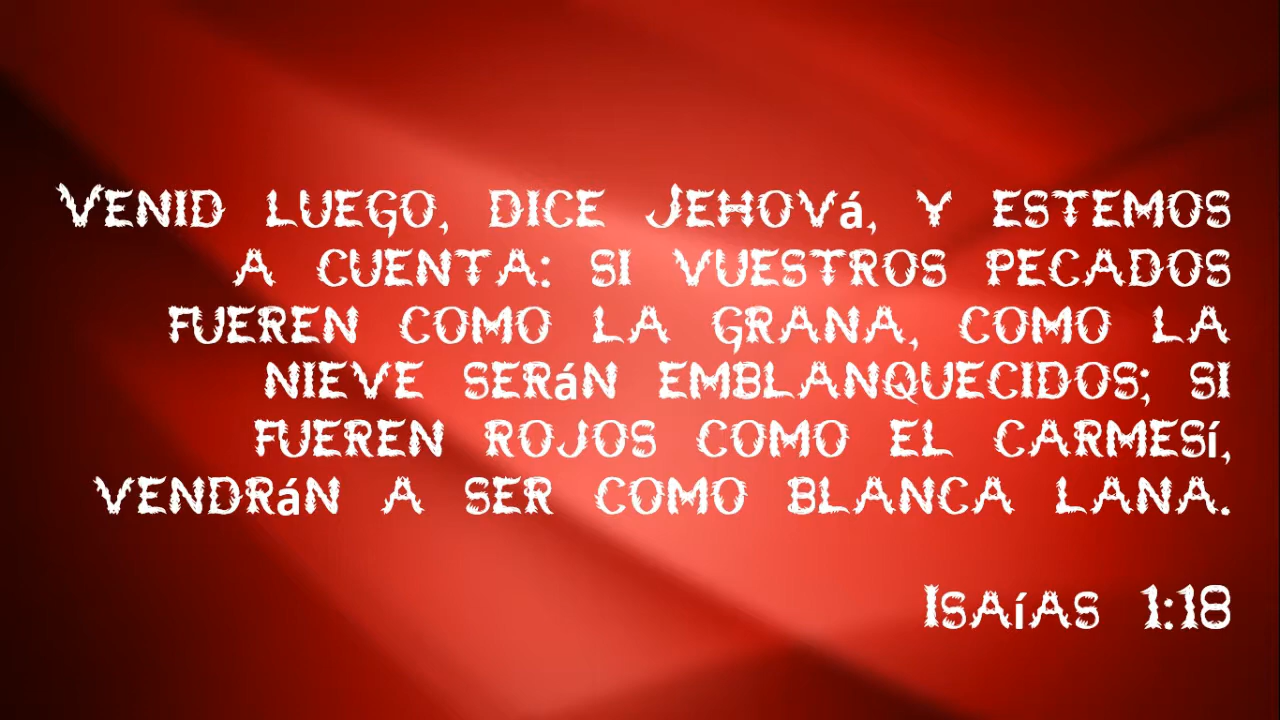 Venid luego, dice Jehová, y estemos
a cuenta: si vuestros pecados
fueren como la grana, como la
nieve serán emblanquecidos; si
fueren rojos como el carmesí,
vendrán a ser como blanca lana.
Isaías 1:18